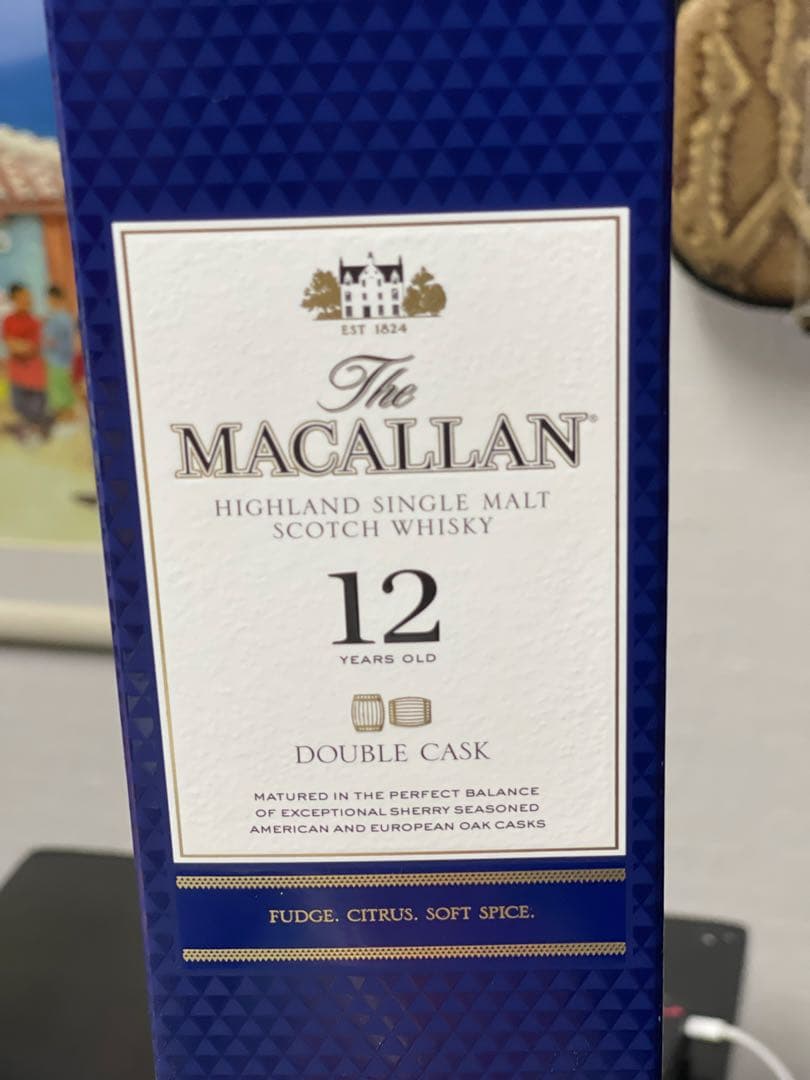 EST 1824
The
MACALLAN®
HIGHLAND SINGLE MALT
SCOTCH WHISKY
12
YEARS OLD
DOUBLE CASK
MATURED IN THE PERFECT BALANCE
OF EXCEPTIONAL SHERRY SEASONED
AMERICAN AND EUROPEAN OAK CASKS
FUDGE. CITRUS. SOFT SPICE.